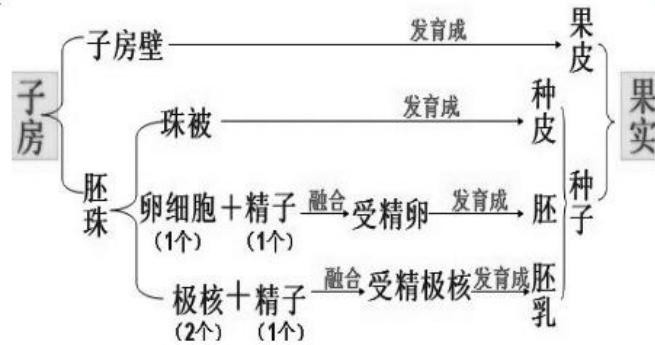 子房
子房壁
发育成
果皮
果实
胚珠
珠被
发育成
种皮
种子
卵细胞+精子
融合
受精卵
发育成
胚
(1个)
(1个)
极核+精子
融合
受精极核
发育成
胚乳
(2个)
(1个)